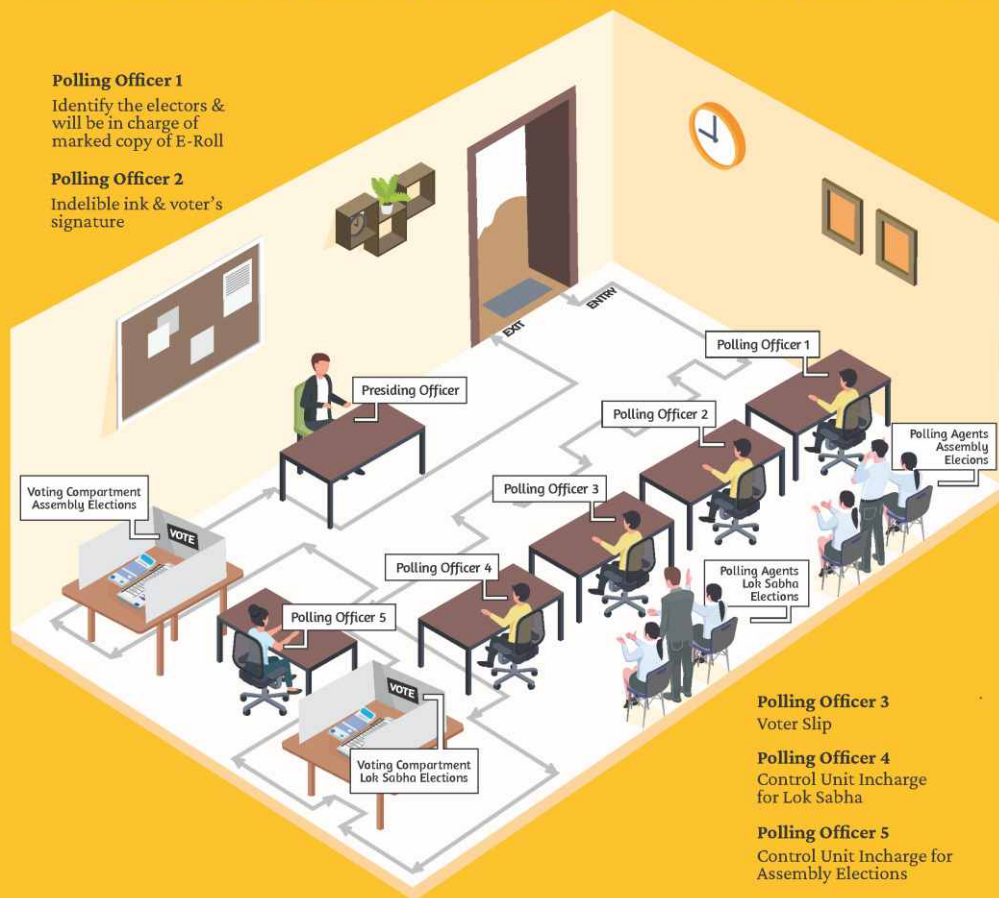 Polling Officer 1
Identify the electors &
will be in charge of
marked copy of E-Roll
Polling Officer 2
Indelible ink & voter's
signature
EXIT
ENTRY
Polling Officer 1
Presiding Officer
Polling Officer 2
Polling Agents
Assembly
Elecions
Voting Compartment
Assembly Elections
VOTE
Polling Officer 3
Polling Officer 4
Polling Agents
Lok Sabha
Elections
Polling Officer 5
VOTE
Voting Compartment
Lok Sabha Elections
Polling Officer 3
Voter Slip
Polling Officer 4
Control Unit Incharge
for Lok Sabha
Polling Officer 5
Control Unit Incharge for
Assembly Elections